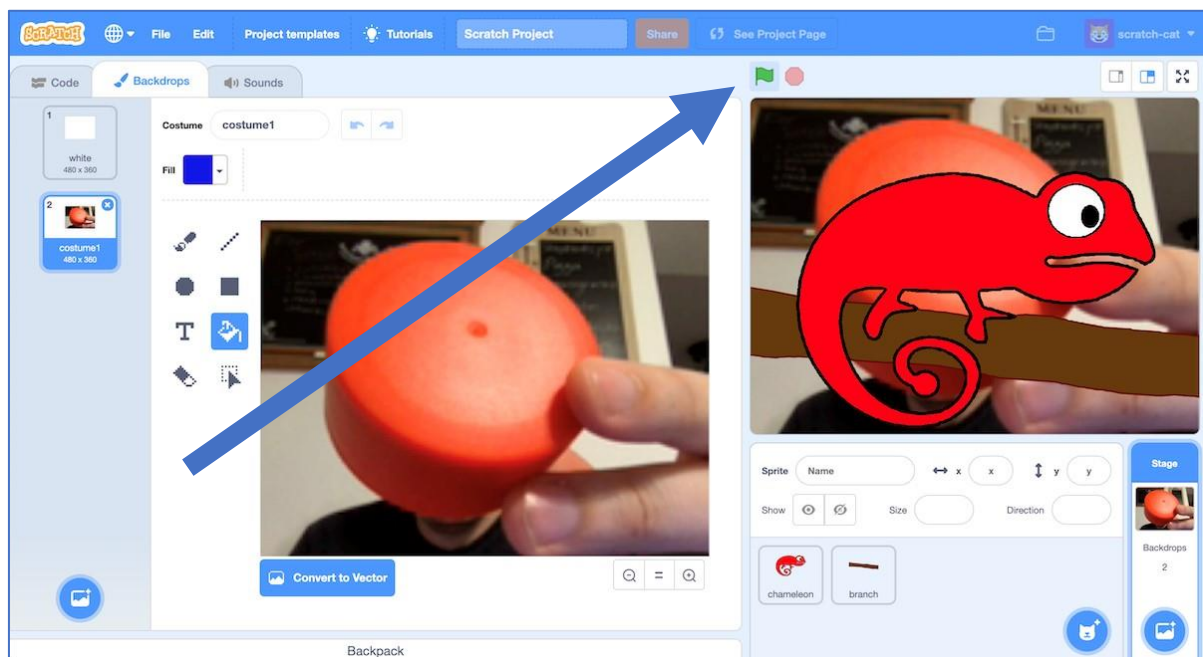 SCRATCH File Edit Project templates Tutorials Scratch Project Share See Project Page scratch-cat
Code Backdrops Sounds
1
white
480 x 360
2
costume1
480 x 360
Costume costume1
Fill
T
MENU
Pizza
Convert to Vector
Backpack
MENU
Sprite Name x x y y
Show Size Direction
chameleon branch
Stage
Backdrops
2